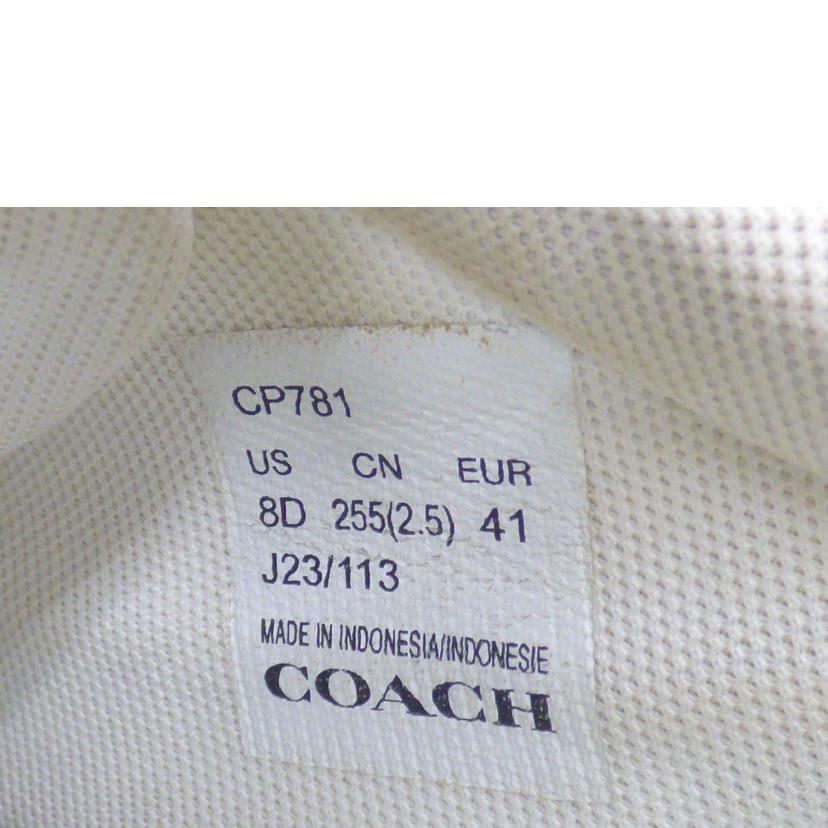 CP781
US CN EUR
8D 255(2.5) 41
J23/113
MADE IN INDONESIA/INDONESIE
COACH